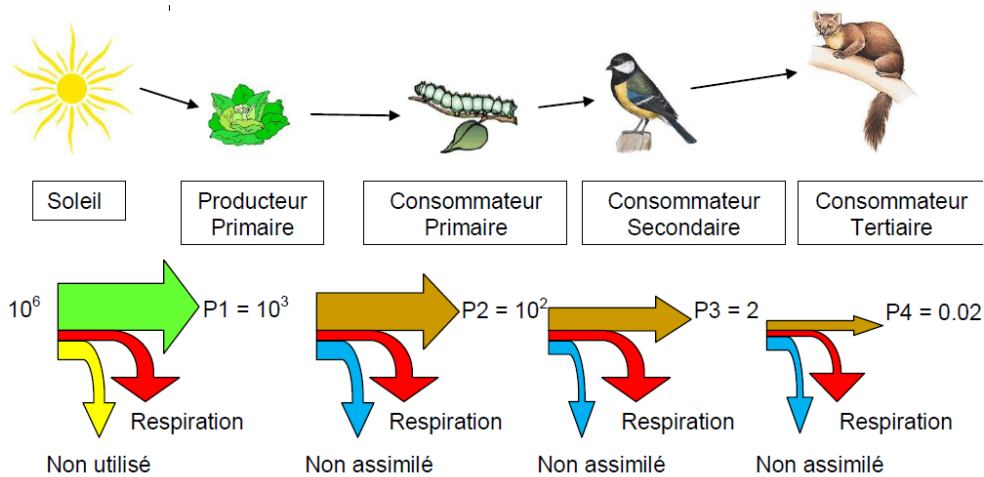 Soleil
Producteur
Primaire
Consommateur
Primaire
Consommateur
Secondaire
Consommateur
Tertiaire
10⁶
P1 = 10³
P2 = 10²
P3 = 2
P4 = 0.02
Respiration
Respiration
Respiration
Respiration
Non utilisé
Non assimilé
Non assimilé
Non assimilé